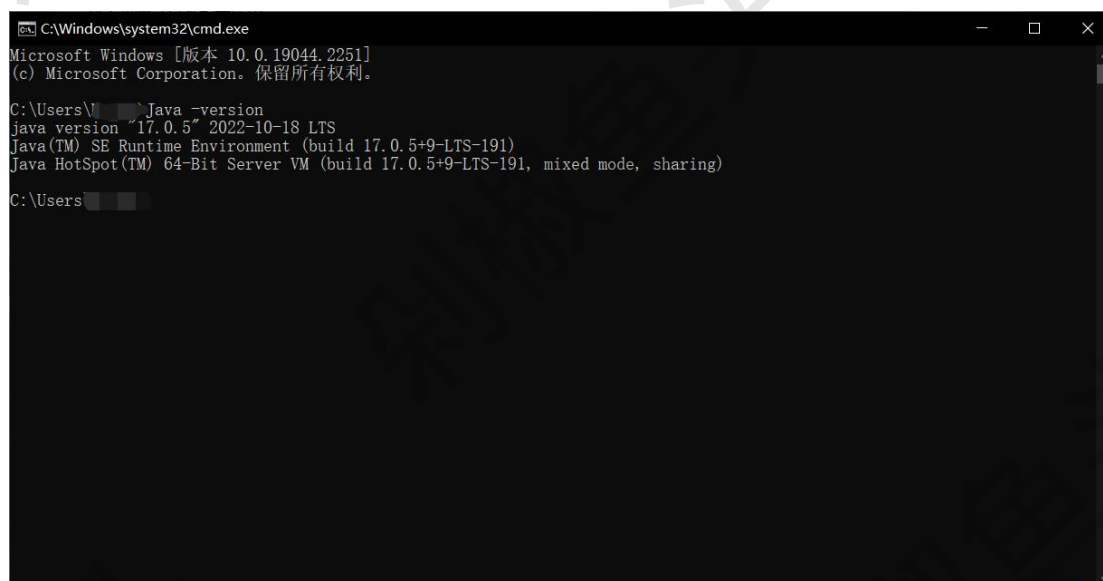 C:\Windows\system32\cmd.exe
Microsoft Windows [版本 10.0.19044.2251]
(c) Microsoft Corporation。保留所有权利。
C:\Users\ Java -version
java version "17.0.5" 2022-10-18 LTS
Java(TM) SE Runtime Environment (build 17.0.5+9-LTS-191)
Java HotSpot(TM) 64-Bit Server VM (build 17.0.5+9-LTS-191, mixed mode, sharing)
C:\Users